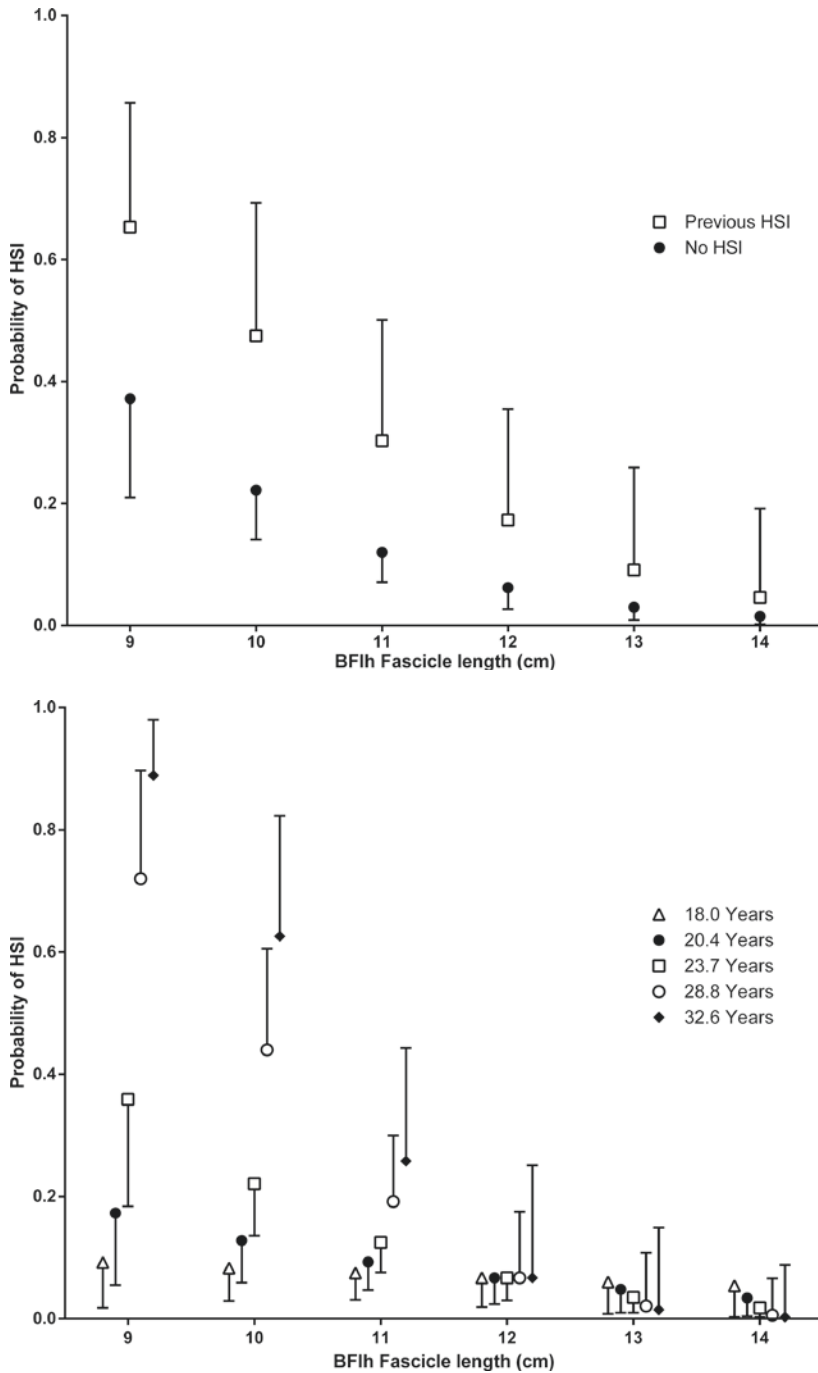 1.0
0.8
0.6
0.4
0.2
0.0
Probability of HSI
Previous HSI
No HSI
9 10 11 12 13 14
BFlh Fascicle length (cm)
1.0
0.8
0.6
0.4
0.2
0.0
Probability of HSI
18.0 Years
20.4 Years
23.7 Years
28.8 Years
32.6 Years
9 10 11 12 13 14
BFlh Fascicle length (cm)